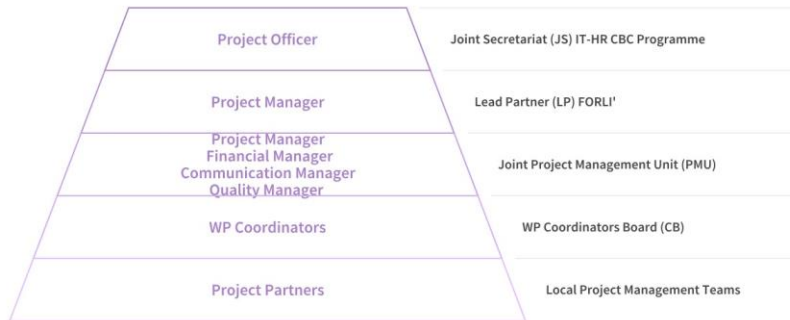 Project Officer
Joint Secretariat (JS) IT-HR CBC Programme
Project Manager
Lead Partner (LP) FORLI'
Project Manager
Financial Manager
Communication Manager
Quality Manager
Joint Project Management Unit (PMU)
WP Coordinators
WP Coordinators Board (CB)
Project Partners
Local Project Management Teams